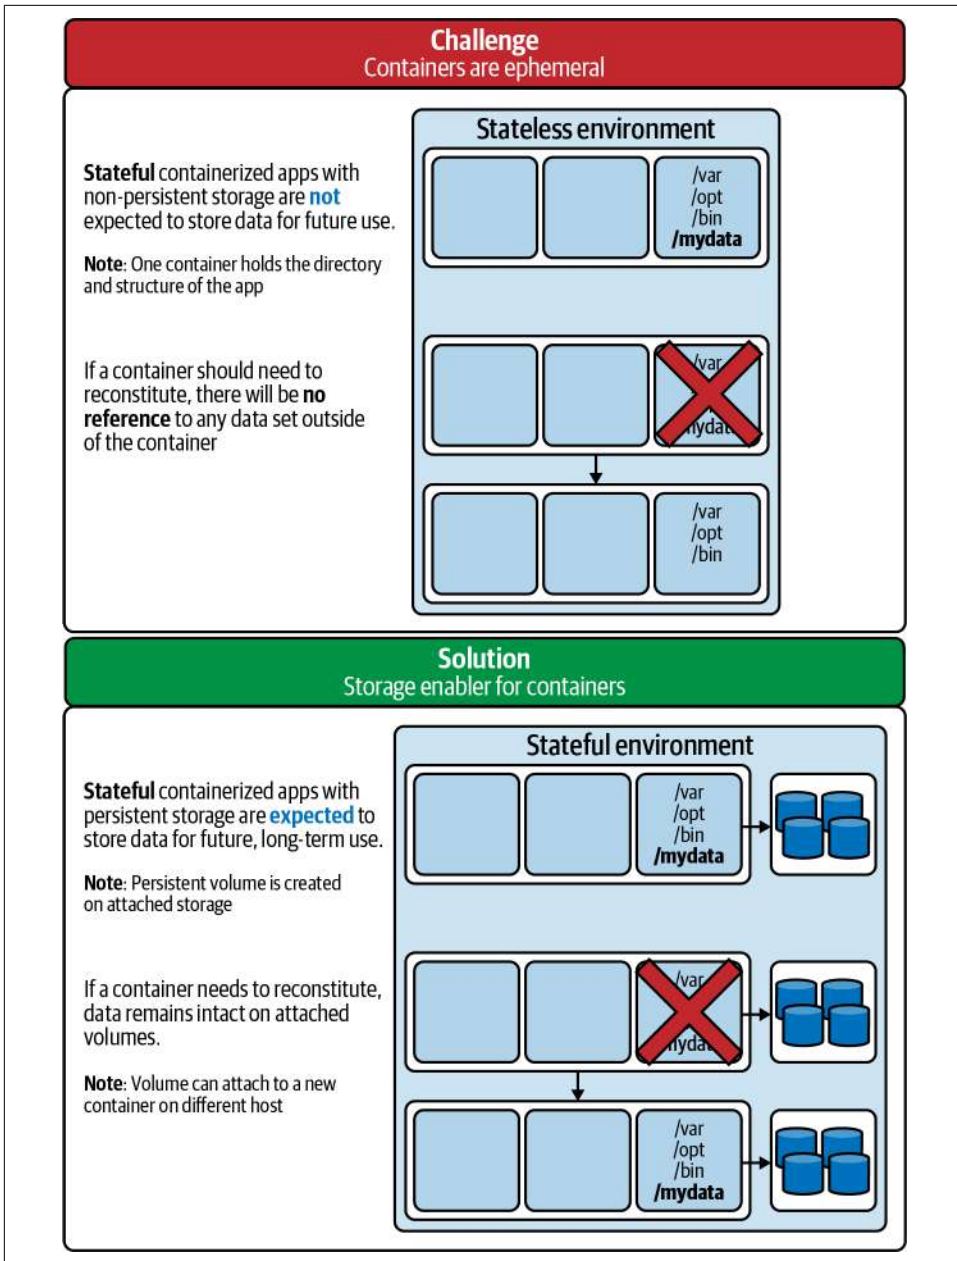 Challenge
Containers are ephemeral
Stateful containerized apps with
non-persistent storage are not
expected to store data for future use.
Note: One container holds the directory
and structure of the app
If a container should need to
reconstitute, there will be no
reference to any data set outside
of the container
Stateless environment
/var
/opt
/bin
/mydata
/var
mydata
/var
/opt
/bin
Solution
Storage enabler for containers
Stateful containerized apps with
persistent storage are expected to
store data for future, long-term use.
Note: Persistent volume is created
on attached storage
If a container needs to reconstitute,
data remains intact on attached
volumes.
Note: Volume can attach to a new
container on different host
Stateful environment
/var
/opt
/bin
/mydata
/var
mydata
/var
/opt
/bin
/mydata